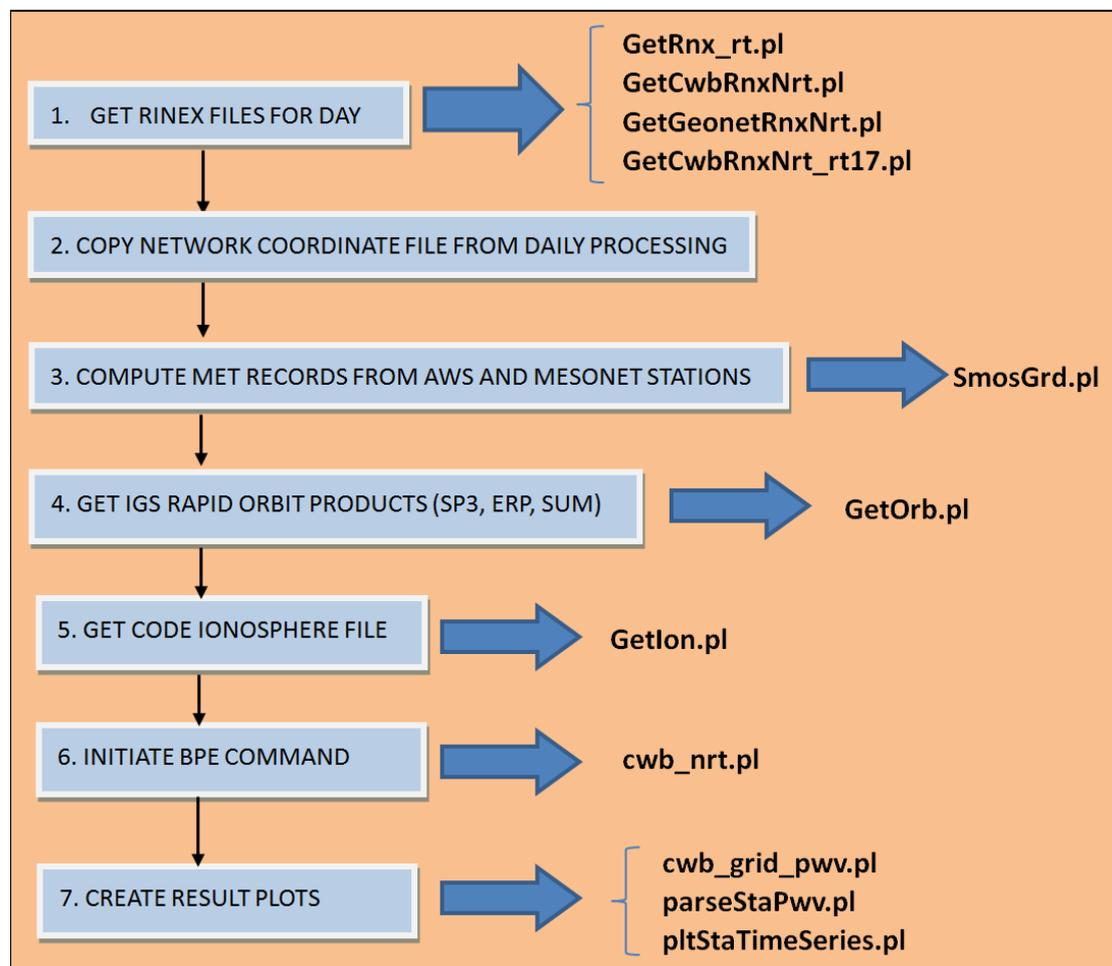 1. GET RINEX FILES FOR DAY
GetRnx_rt.pl
GetCwbRnxNrt.pl
GetGeonetRnxNrt.pl
GetCwbRnxNrt_rt17.pl
2. COPY NETWORK COORDINATE FILE FROM DAILY PROCESSING
3. COMPUTE MET RECORDS FROM AWS AND MESONET STATIONS
SmosGrd.pl
4. GET IGS RAPID ORBIT PRODUCTS (SP3, ERP, SUM)
GetOrb.pl
5. GET CODE IONOSPHERE FILE
GetIon.pl
6. INITIATE BPE COMMAND
cwb_nrt.pl
7. CREATE RESULT PLOTS
cwb_grid_pwv.pl
parseStaPwv.pl
pltStaTimeSeries.pl